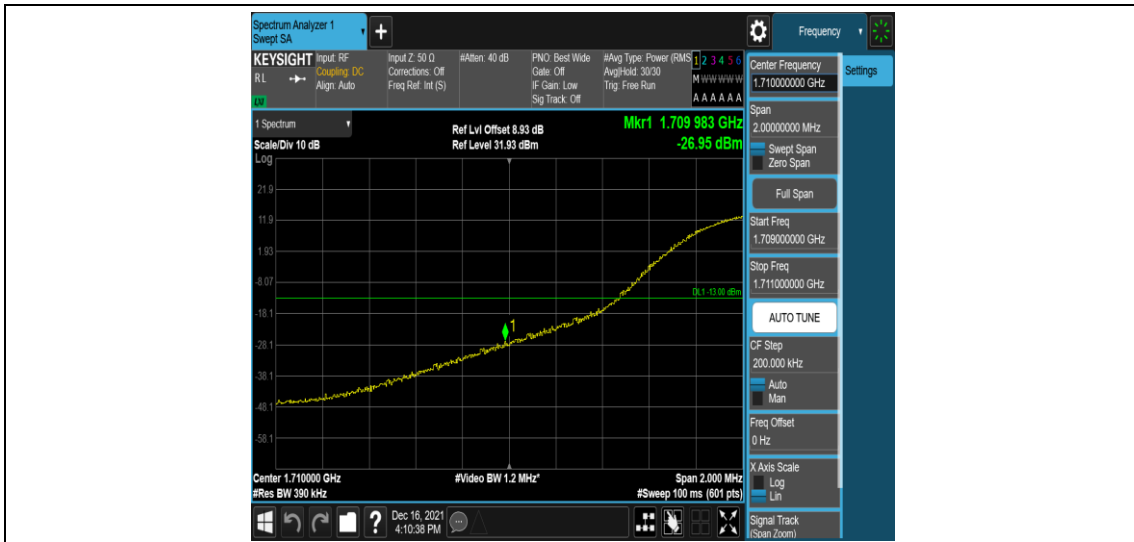 Spectrum Analyzer 1
Swept SA
+
Frequency
KEYSIGHT
RL
LXI
Input: RF
Coupling: DC
Align: Auto
Input Z: 50 Ω
Corrections: Off
Freq Ref: Int (S)
#Atten: 40 dB
PNO: Best Wide
Gate: Off
IF Gain: Low
Sig Track: Off
#Avg Type: Power (RMS
Avg|Hold: 30/30
Trig: Free Run
1 2 3 4 5 6
M W W W W W
A A A A A A
1 Spectrum
Scale/Div 10 dB
Log
Ref Lvl Offset 8.93 dB
Ref Level 31.93 dBm
Mkr1 1.709 983 GHz
-26.95 dBm
21.9
11.9
1.93
-8.07
DL1 -13.00 dBm
-18.1
1
-28.1
-38.1
-48.1
-58.1
Center 1.710000 GHz
#Res BW 390 kHz
#Video BW 1.2 MHz*
Span 2.000 MHz
#Sweep 100 ms (601 pts)
Center Frequency
1.710000000 GHz
Settings
Span
2.00000000 MHz
Swept Span
Zero Span
Full Span
Start Freq
1.709000000 GHz
Stop Freq
1.711000000 GHz
AUTO TUNE
CF Step
200.000 kHz
Auto
Man
Freq Offset
0 Hz
X Axis Scale
Log
Lin
Signal Track
(Span Zoom)
?
Dec 16, 2021
4:10:38 PM